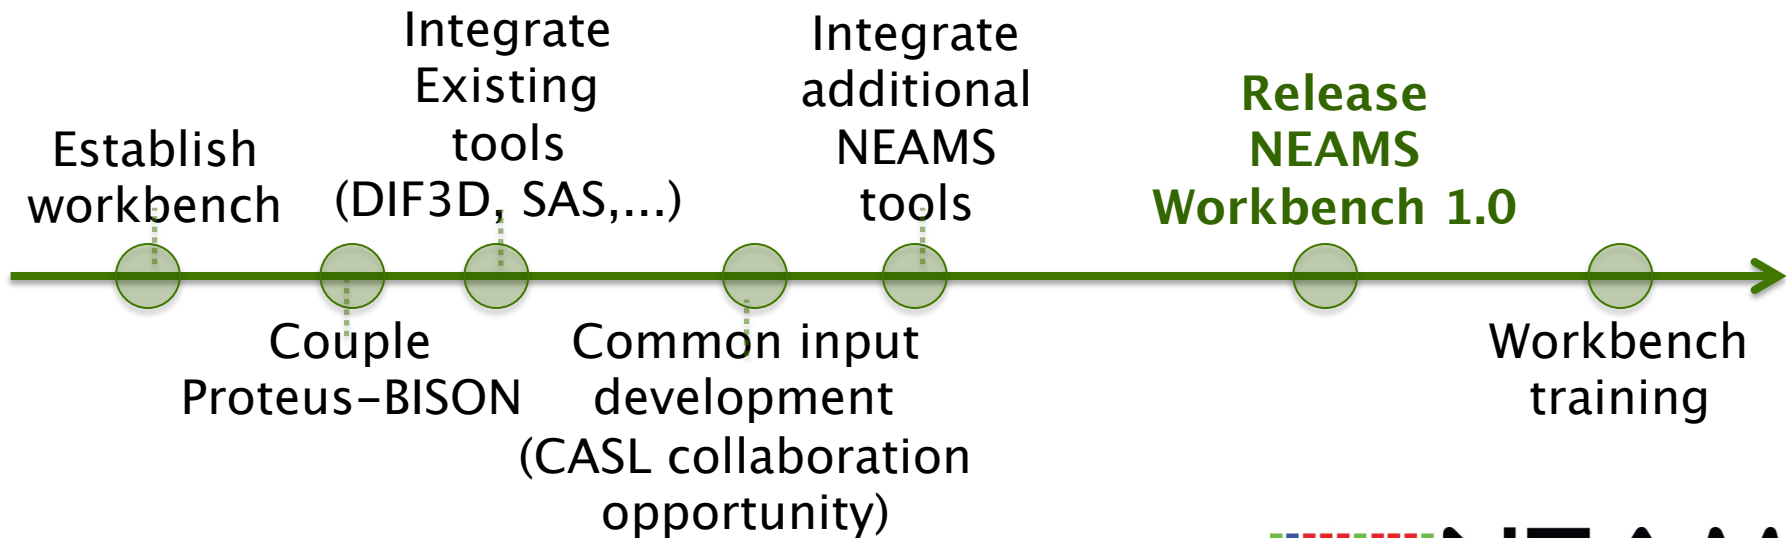 Establish
workbench
Couple
Proteus–BISON
Integrate
Existing
tools
(DIF3D, SAS,...)
Common input
development
(CASL collaboration
opportunity)
Integrate
additional
NEAMS
tools
Release
NEAMS
Workbench 1.0
Workbench
training